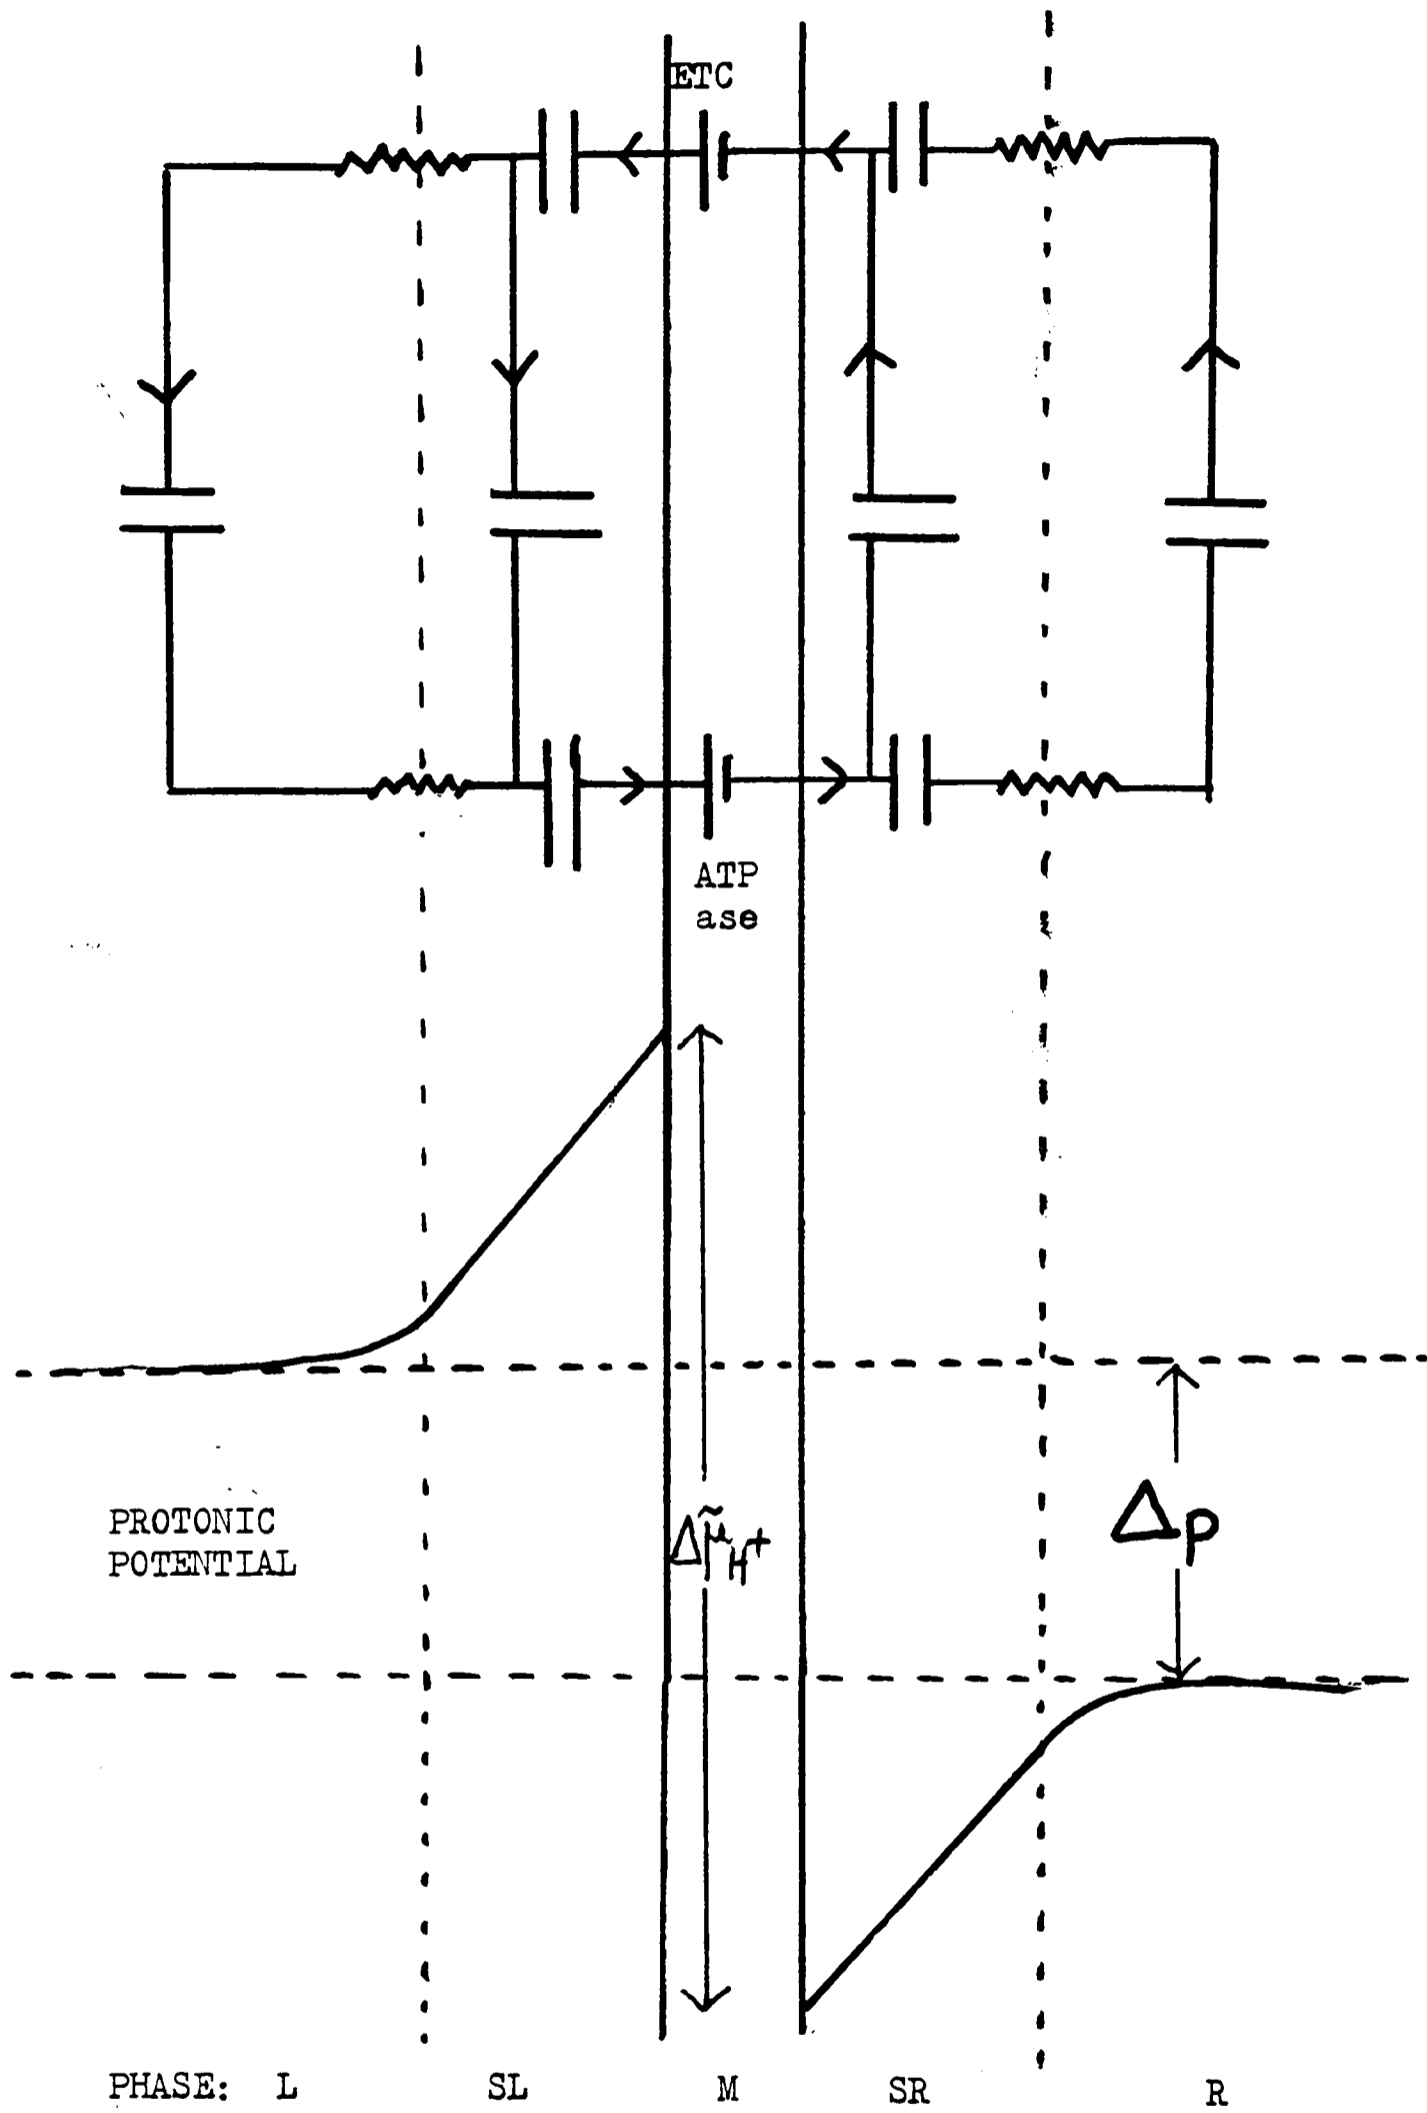 ETC
ATP
ase
PROTONIC
POTENTIAL
Δμ̃H+
Δp
PHASE: L SL M SR R